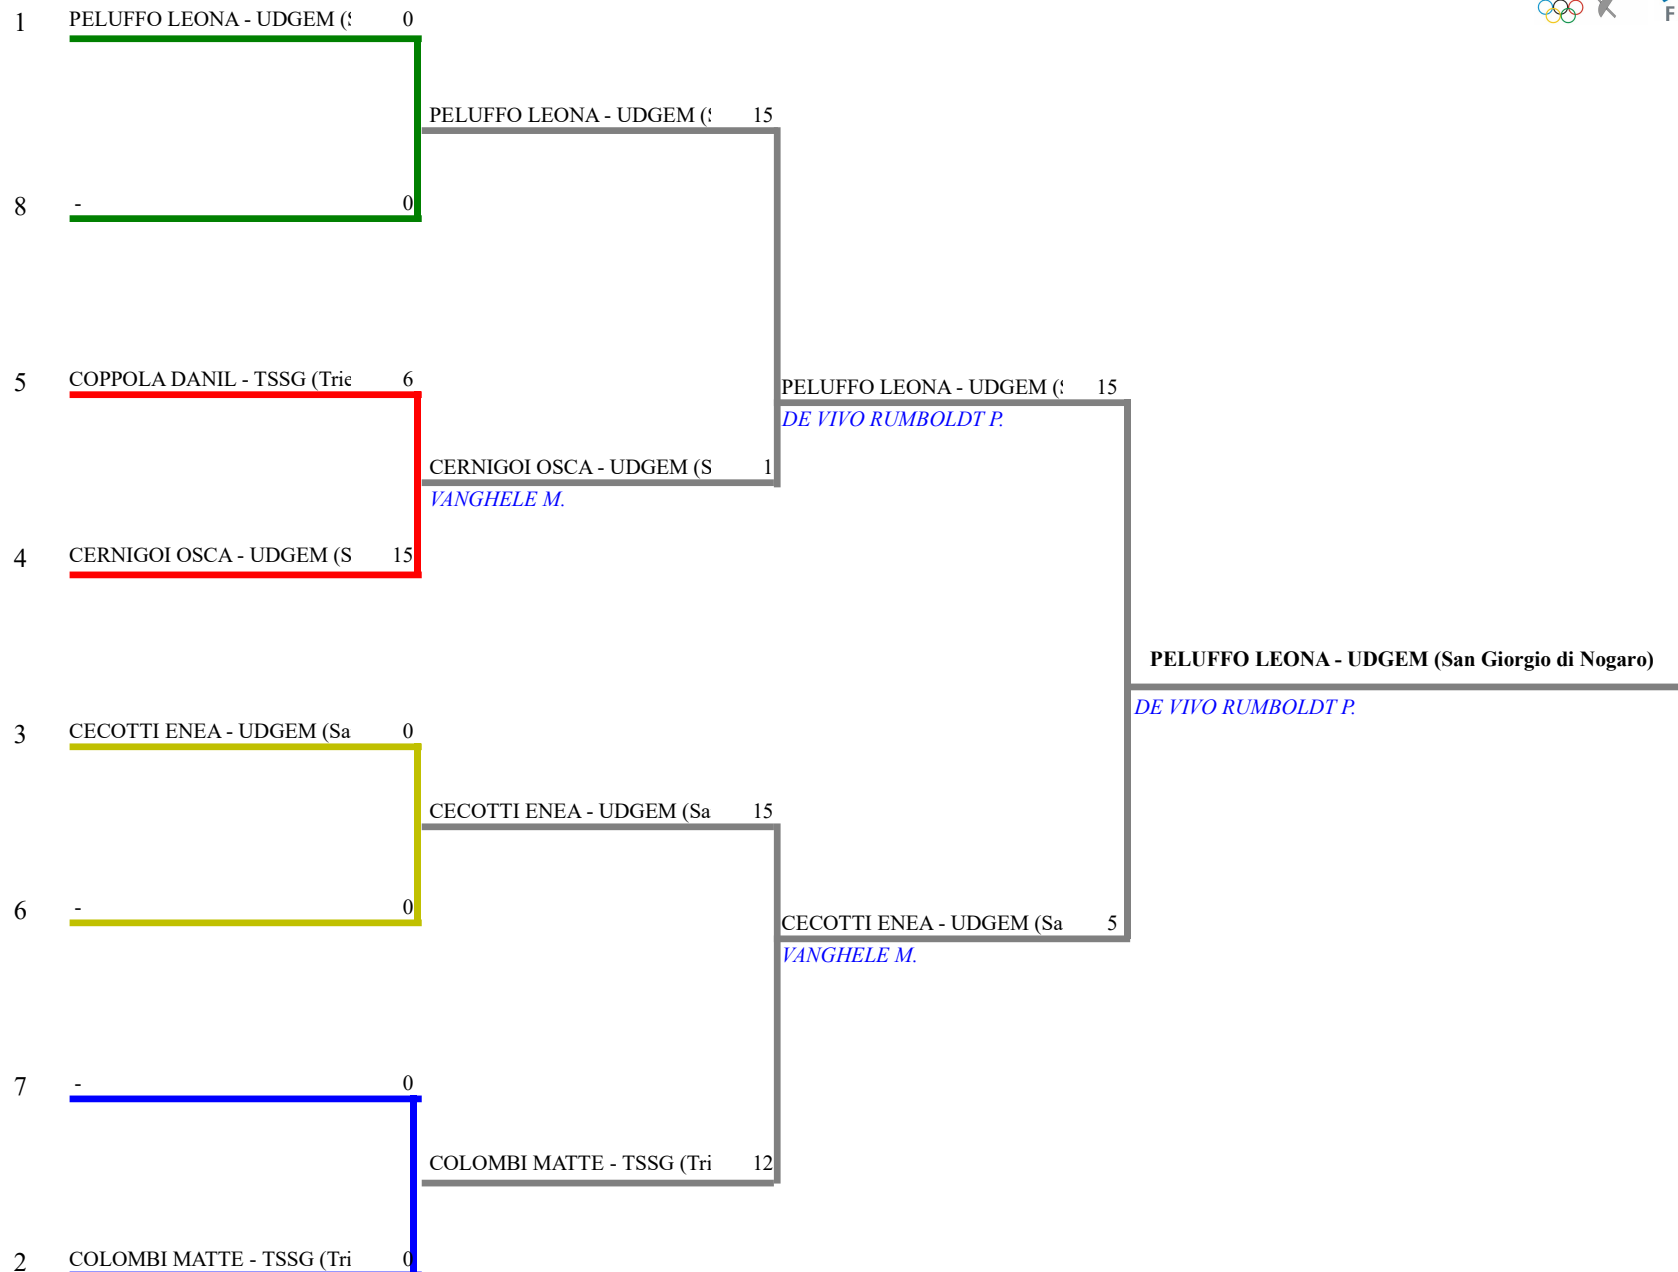 1 PELUFFO LEONA - UDGEM (S 0
PELUFFO LEONA - UDGEM (S 15
8 - 0
5 COPPOLA DANIL - TSSG (Trie 6
PELUFFO LEONA - UDGEM (S 15
DE VIVO RUMBOLDT P.
CERNIGOI OSCA - UDGEM (S 1
VANGHELE M.
4 CERNIGOI OSCA - UDGEM (S 15
PELUFFO LEONA - UDGEM (San Giorgio di Nogaro)
DE VIVO RUMBOLDT P.
3 CECOTTI ENEA - UDGEM (Sa 0
CECOTTI ENEA - UDGEM (Sa 15
6 - 0
CECOTTI ENEA - UDGEM (Sa 5
VANGHELE M.
7 - 0
COLOMBI MATTE - TSSG (Tri 12
2 COLOMBI MATTE - TSSG (Tri 0